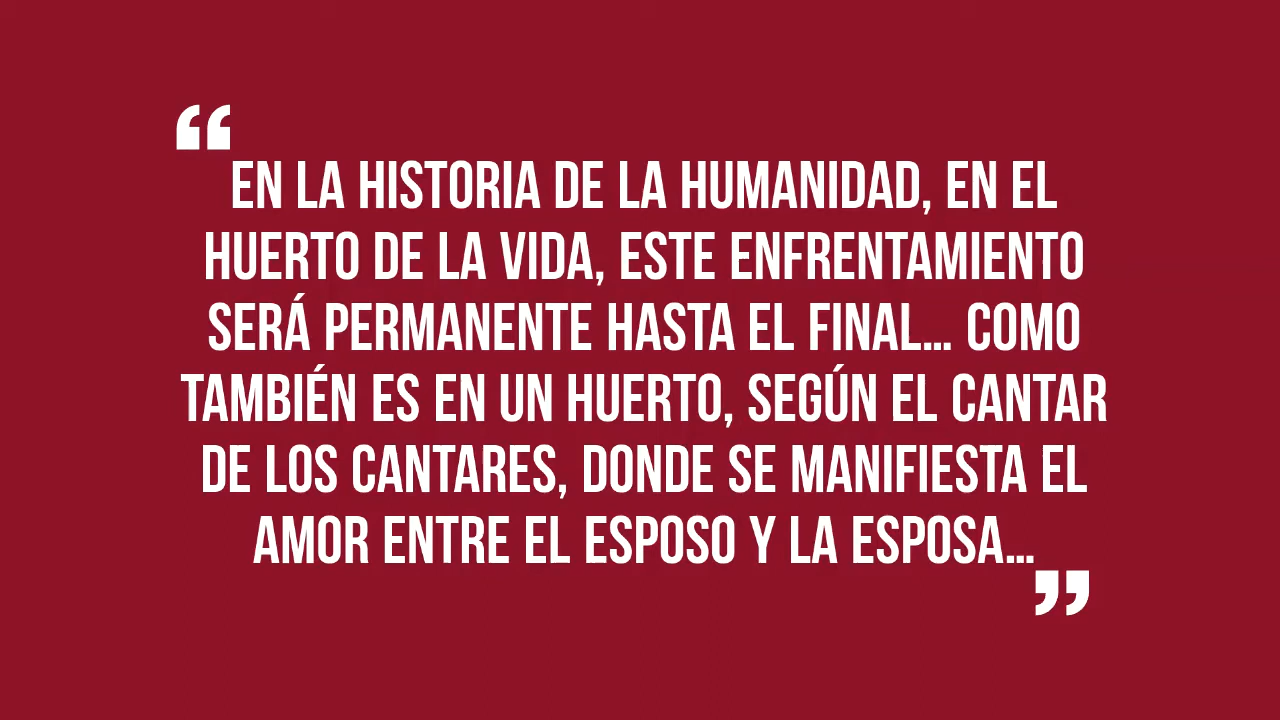 “
EN LA HISTORIA DE LA HUMANIDAD, EN EL
HUERTO DE LA VIDA, ESTE ENFRENTAMIENTO
SERÁ PERMANENTE HASTA EL FINAL... COMO
TAMBIÉN ES EN UN HUERTO, SEGÚN EL CANTAR
DE LOS CANTARES, DONDE SE MANIFIESTA EL
AMOR ENTRE EL ESPOSO Y LA ESPOSA...
”